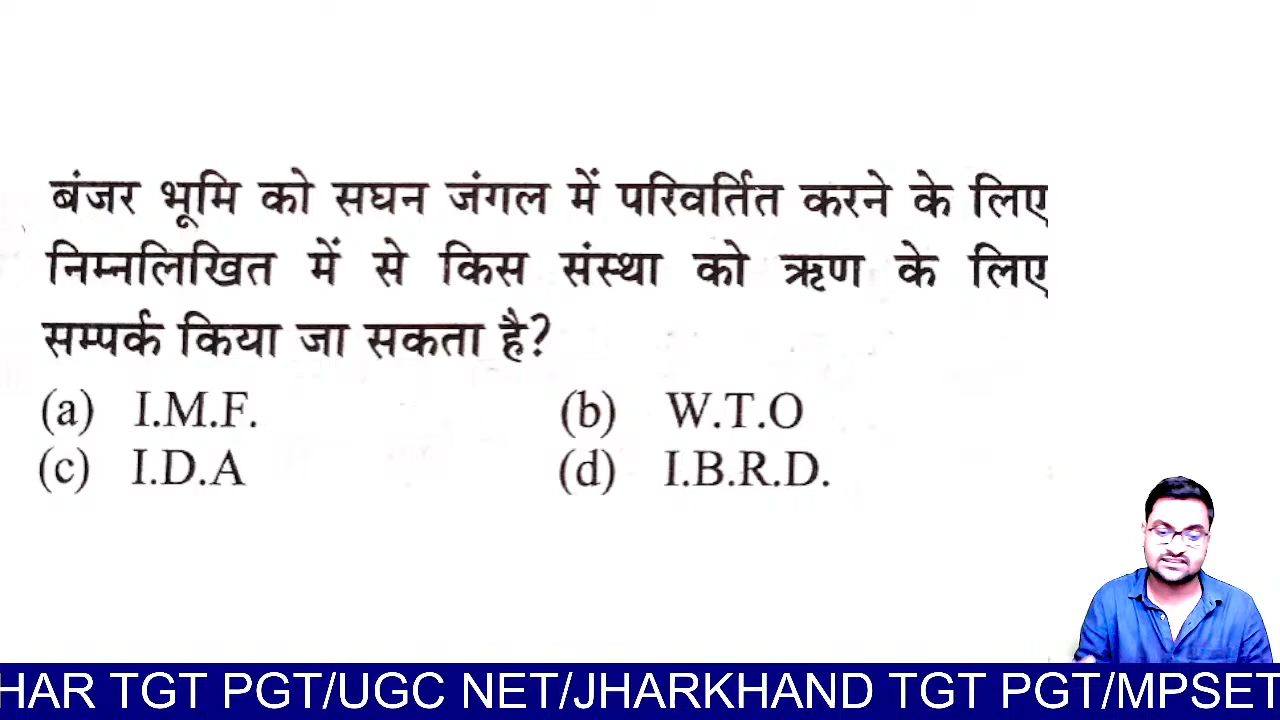 बंजर भूमि को सघन जंगल में परिवर्तित करने के लिए
निम्नलिखित में से किस संस्था को ऋण के लिए
सम्पर्क किया जा सकता है?
(a) I.M.F. (b) W.T.O
(c) I.D.A (d) I.B.R.D.
HAR TGT PGT/UGC NET/JHARKHAND TGT PGT/MPSET